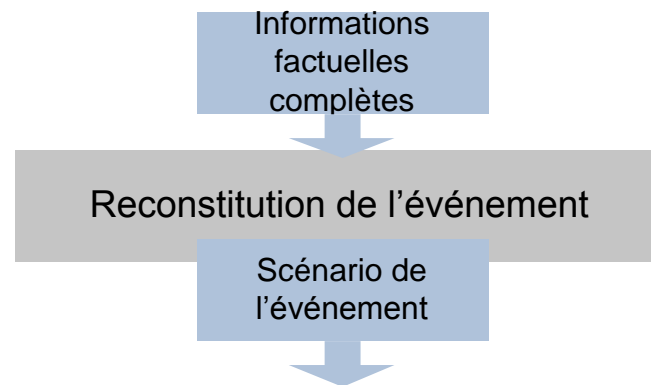 Informations
factuelles
complètes
Reconstitution de l’événement
Scénario de
l’événement